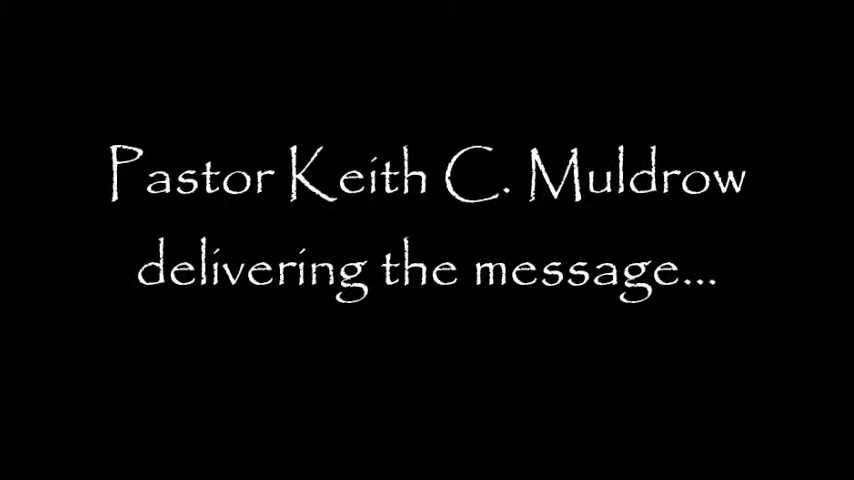 Pastor Keith C. Muldrow
delivering the message...